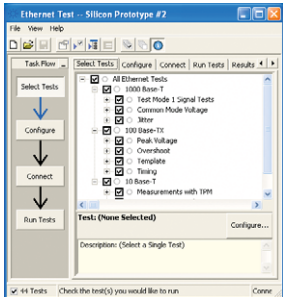 Ethernet Test -- Silicon Prototype #2
File View Help
Task Flow
Select Tests
Configure
Connect
Run Tests
Results
Select Tests
All Ethernet Tests
1000 Base-T
Test Mode 1 Signal Tests
Common Mode Voltage
Configure
Jitter
100 Base-TX
Peak Voltage
Overshoot
Connect
Template
Timing
10 Base-T
Measurements with TPM
Run Tests
Test: (None Selected)
Configure...
Description: (Select a Single Test)
44 Tests
Check the test(s) you would like to run
Conne